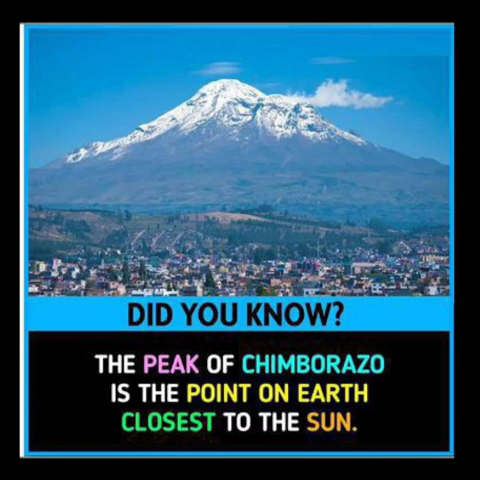 DID YOU KNOW?
THE PEAK OF CHIMBORAZO
IS THE POINT ON EARTH
CLOSEST TO THE SUN.